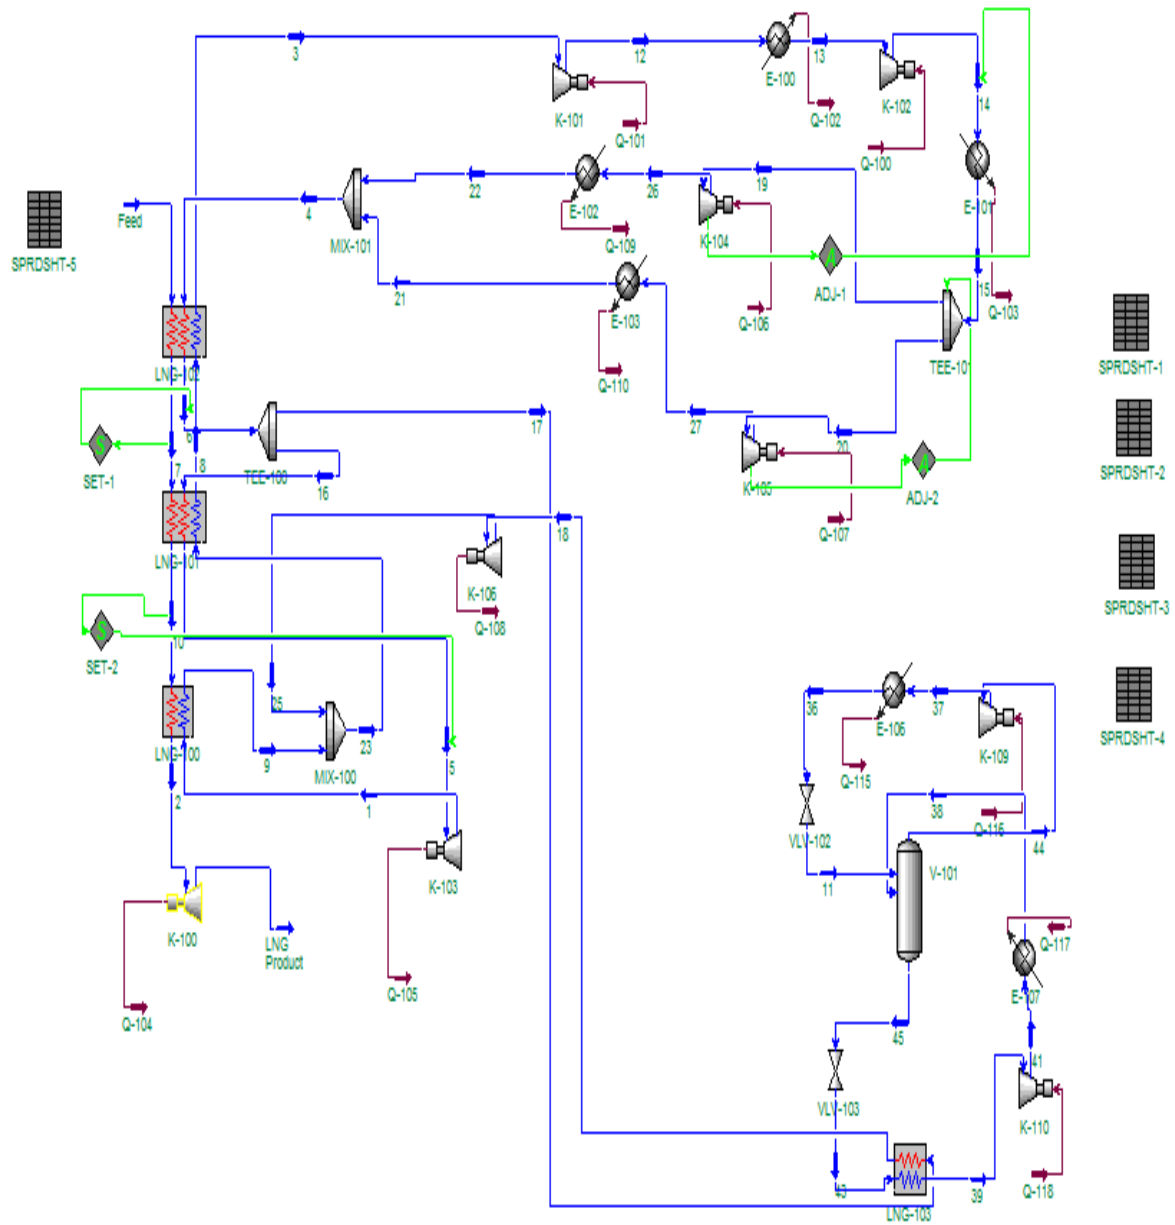 3
12
E-100
13
K-102
14
K-101
Q-101
Q-102
Q-100
E-101
SPRDSHT-5
Feed
4
MIX-101
22
E-102
26
19
K-104
Q-109
ADJ-1
15
Q-103
21
E-103
Q-106
TEE-101
SPRDSHT-1
Q-110
LNG-102
SET-1
7
6
8
TEE-100
17
16
27
20
K-105
ADJ-2
SPRDSHT-2
Q-107
LNG-101
18
K-106
Q-108
SPRDSHT-3
SET-2
10
25
LNG-100
9
MIX-100
23
5
2
1
K-103
36
E-106
37
K-109
SPRDSHT-4
Q-115
VLV-102
38
Q-116
44
11
V-101
K-100
LNG
Product
Q-105
Q-104
Q-117
E-107
45
41
VLV-103
K-110
43
39
Q-118
LNG-103
A
A
S
S